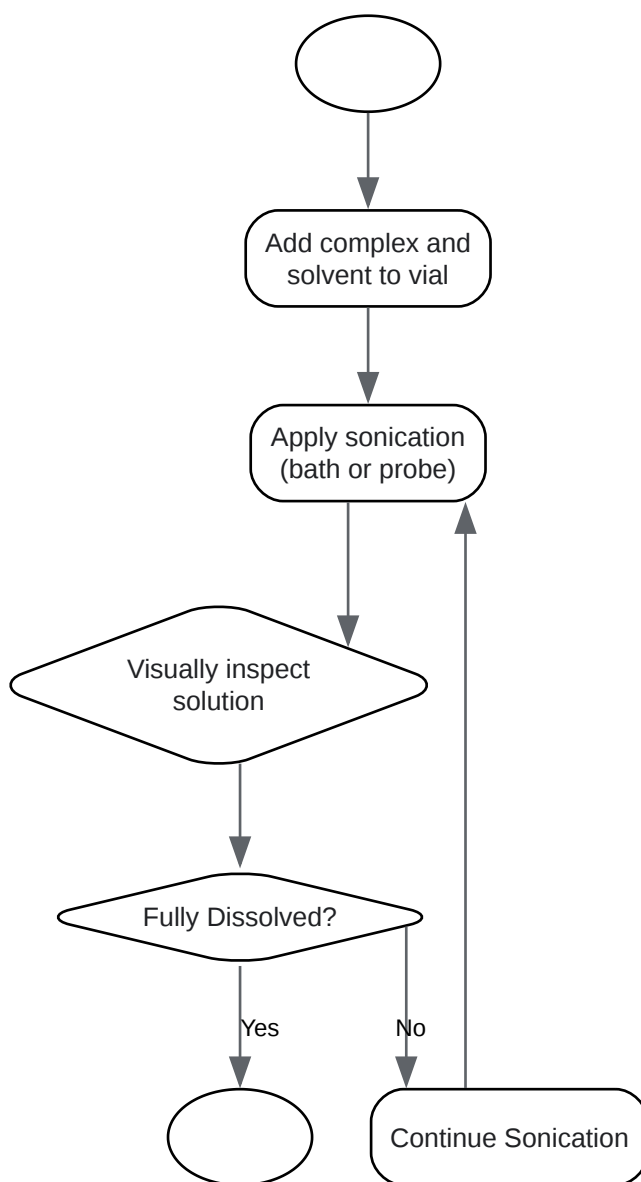 Add complex and
solvent to vial
Apply sonication
(bath or probe)
Visually inspect
solution
Fully Dissolved?
Yes
No
Continue Sonication